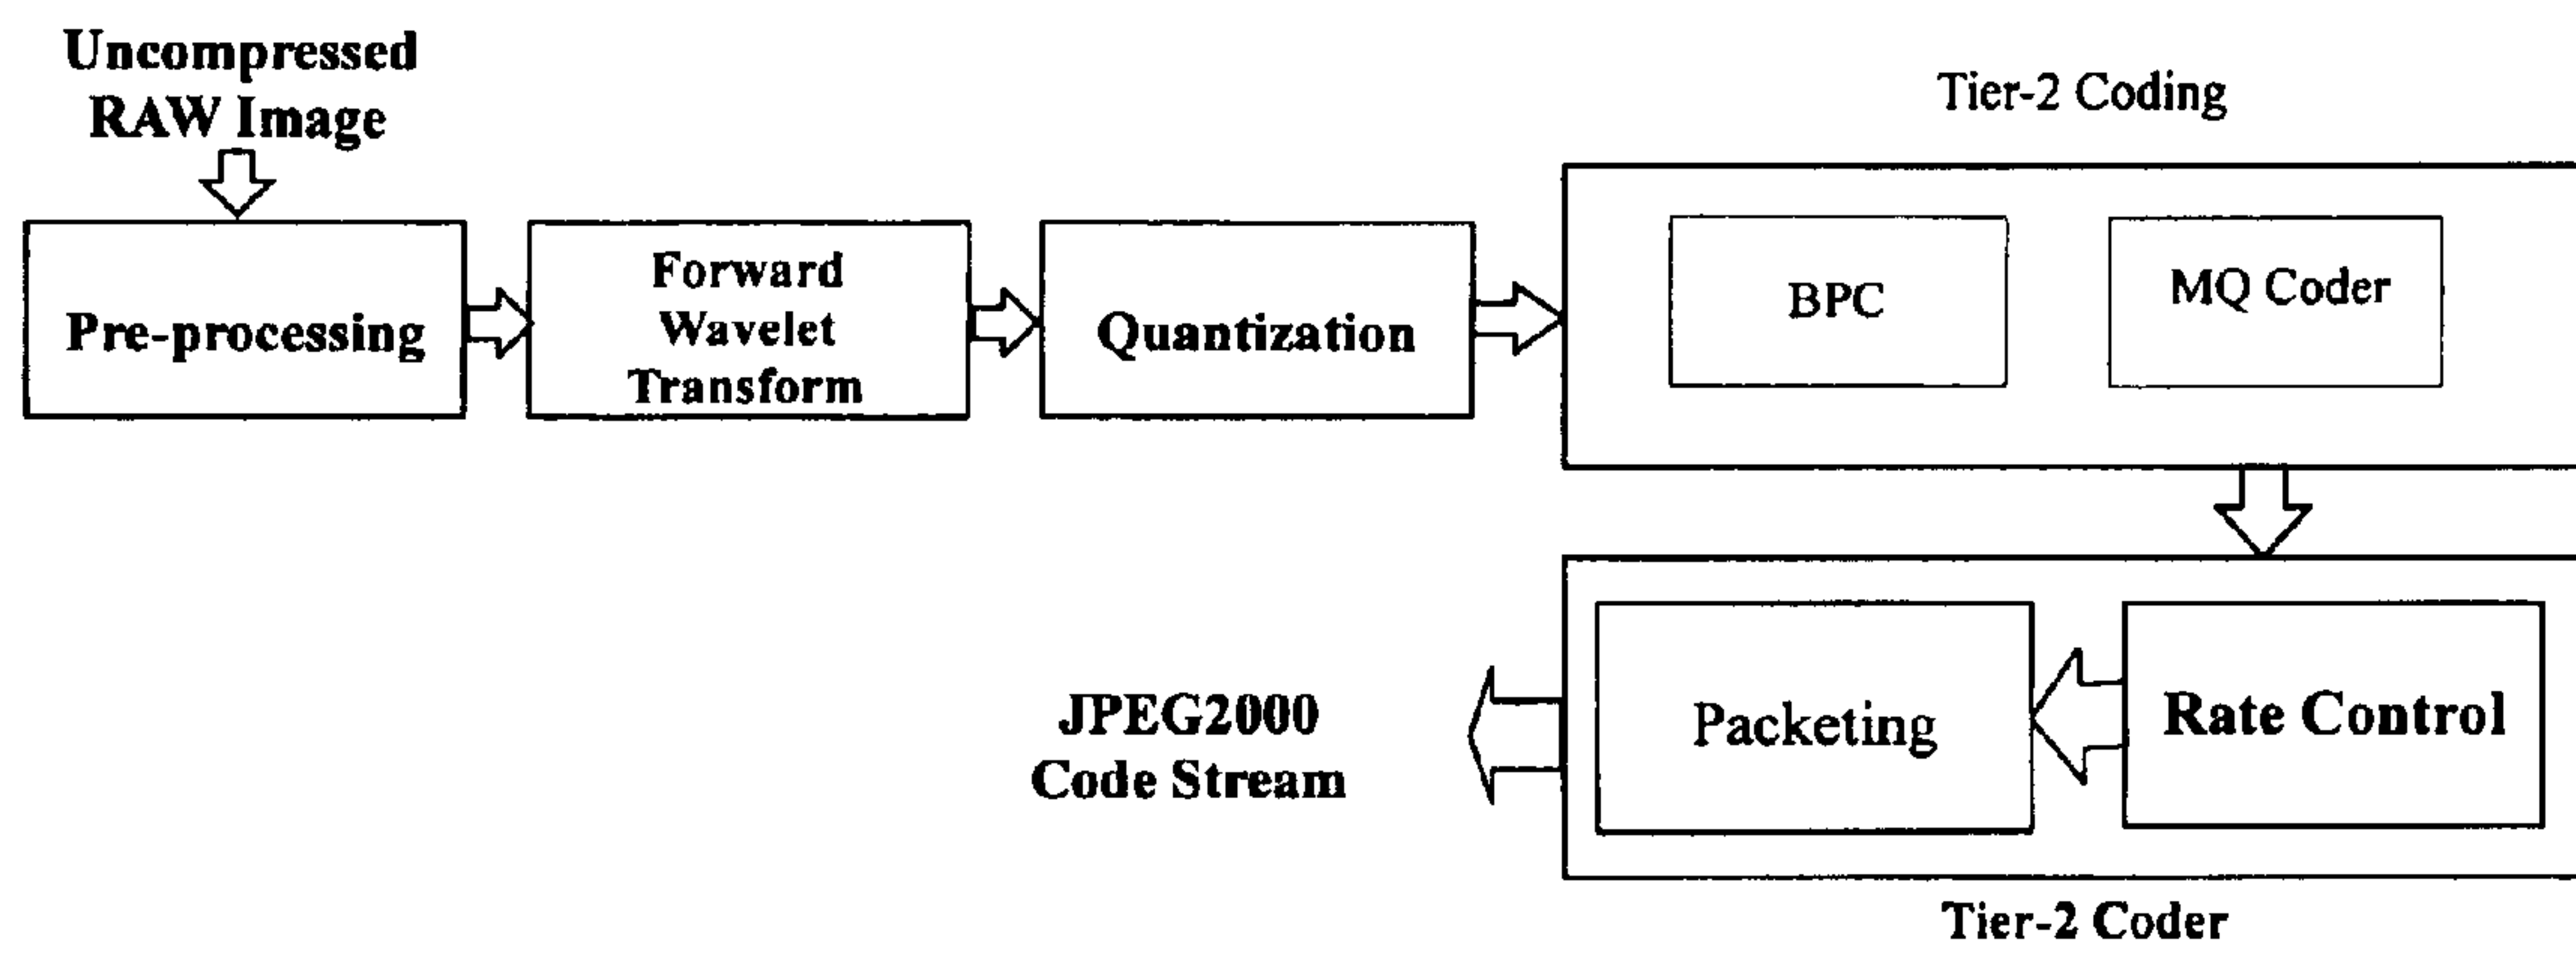 Uncompressed
RAW Image
Tier-2 Coding
Pre-processing
Forward
Wavelet
Transform
Quantization
BPC
MQ Coder
JPEG2000
Code Stream
Packeting
Rate Control
Tier-2 Coder